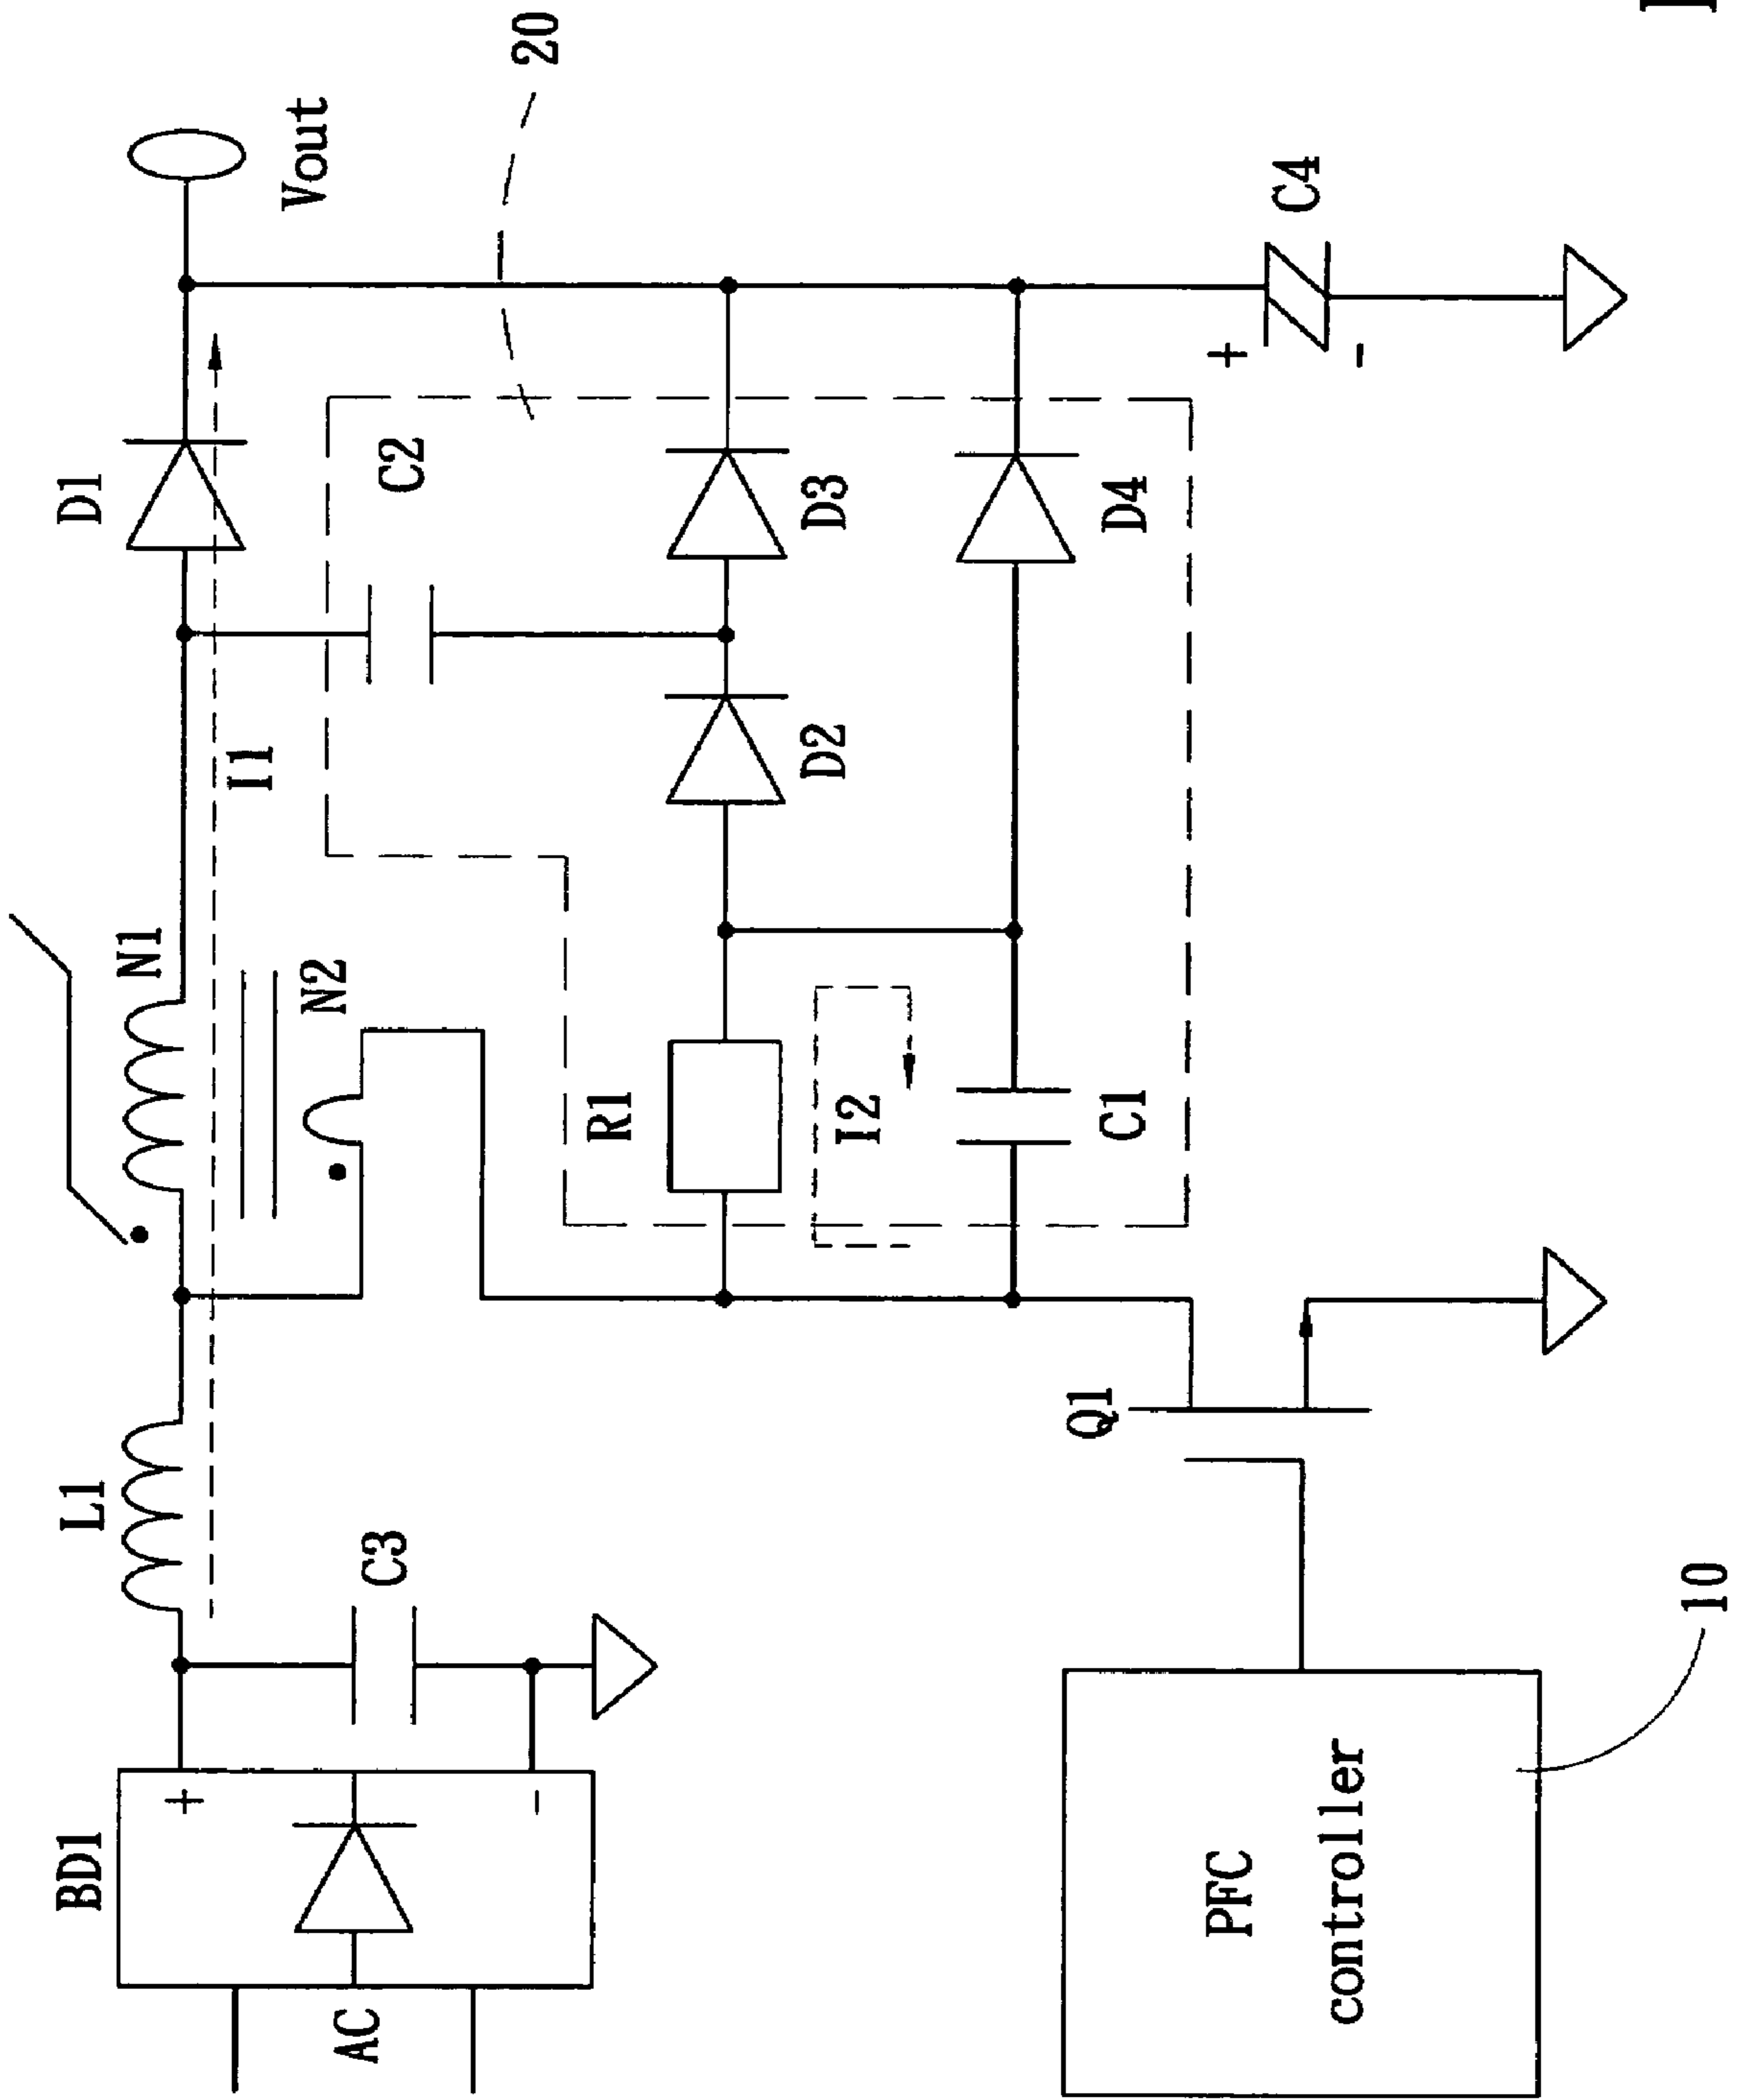 20
Vout
D1
C2
D3
D4
C4
+
-
I1
D2
N1
N2
R1
I2
C1
L1
C3
Q1
BD1
+
-
AC
PFC
controller
10